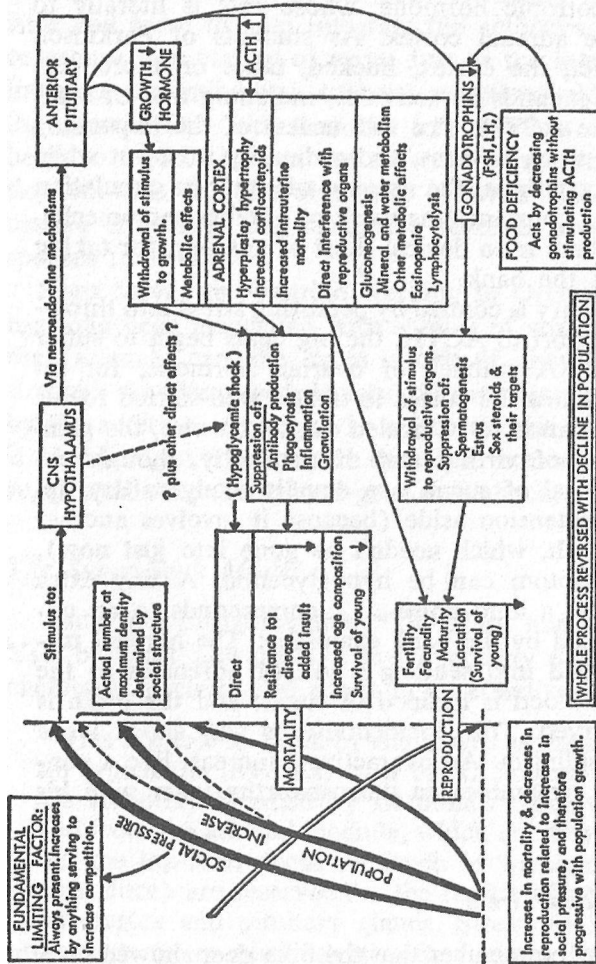 FUNDAMENTAL
LIMITING FACTOR:
Always present. Increases
by anything serving to
increase competition.
SOCIAL PRESSURE
POPULATION
INCREASE
Increases in mortality & decreases in
reproduction related to increases in
social pressure, and therefore
progressive with population growth.
Stimulus to:
Actual number at
maximum density
determined by
social structure
MORTALITY
Direct
Resistance to:
disease
added insults
Increased age composition
Survival of young
REPRODUCTION
Fertility
Fecundity
Maturity
Lactation
(Survival of
young)
CNS
HYPOTHALAMUS
Via neuroendocrine mechanisms
? plus other direct effects ?
(Hypoglycemic shock)
Suppression of:
Antibody production
Phagocytosis
Inflammation
Granulation
Withdrawal of stimulus
to reproductive organs.
Suppression of:
Spermatogenesis
Estrus
Sex steroids &
their targets
ANTERIOR
PITUITARY
GROWTH
HORMONE
ACTH
GONADOTROPHINS
(FSH, LH)
Withdrawal of stimulus
to growth.
Metabolic effects
ADRENAL CORTEX
Hyperplasia, hypertrophy
Increased corticosteroids
Increased Intrauterine
mortality
Direct interference with
reproductive organs
Gluconeogenesis
Mineral and water metabolism
Other metabolic effects
Eosinopenia
Lymphocytolysis
FOOD DEFICIENCY
Acts by decreasing
gonadotrophins without
stimulating ACTH
production
WHOLE PROCESS REVERSED WITH DECLINE IN POPULATION